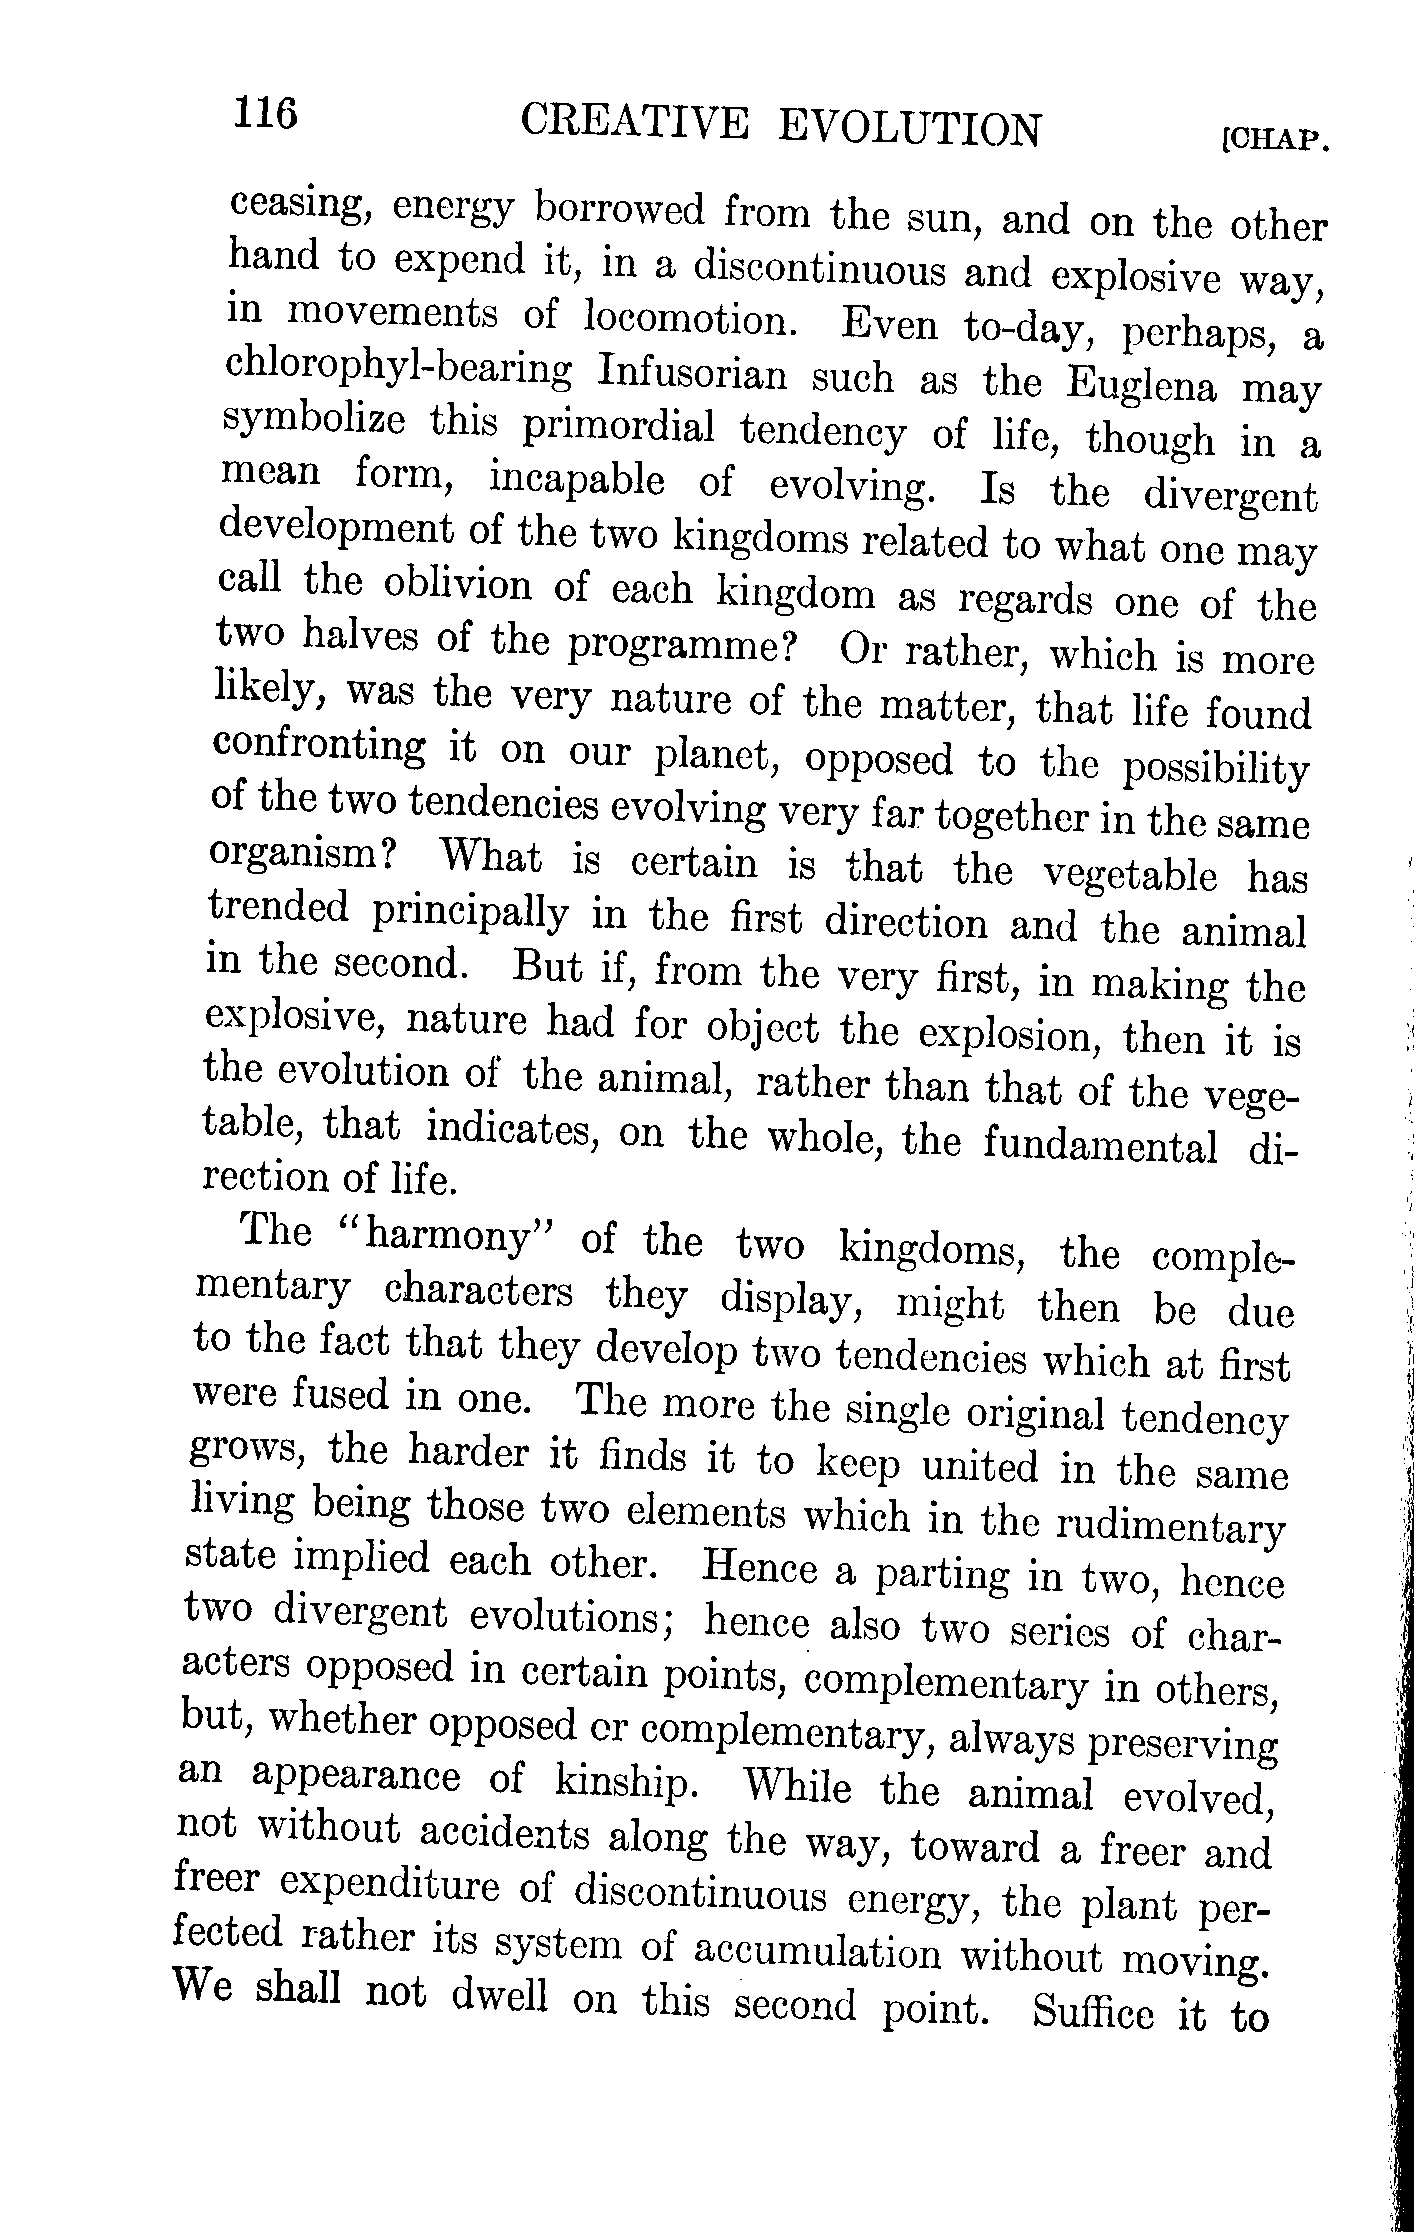 116 CREATIVE EVOLUTION [CHAP.
ceasing, energy borrowed from the sun, and on the other
hand to expend it, in a discontinuous and explosive way,
in movements of locomotion. Even to-day, perhaps, a
chlorophyl-bearing Infusorian such as the Euglena may
symbolize this primordial tendency of life, though in a
mean form, incapable of evolving. Is the divergent
development of the two kingdoms related to what one may
call the oblivion of each kingdom as regards one of the
two halves of the programme? Or rather, which is more
likely, was the very nature of the matter, that life found
confronting it on our planet, opposed to the possibility
of the two tendencies evolving very far together in the same
organism? What is certain is that the vegetable has
trended principally in the first direction and the animal
in the second. But if, from the very first, in making the
explosive, nature had for object the explosion, then it is
the evolution of the animal, rather than that of the vege-
table, that indicates, on the whole, the fundamental di-
rection of life.
The "harmony" of the two kingdoms, the comple-
mentary characters they display, might then be due
to the fact that they develop two tendencies which at first
were fused in one. The more the single original tendency
grows, the harder it finds it to keep united in the same
living being those two elements which in the rudimentary
state implied each other. Hence a parting in two, hence
two divergent evolutions; hence also two series of char-
acters opposed in certain points, complementary in others,
but, whether opposed or complementary, always preserving
an appearance of kinship. While the animal evolved,
not without accidents along the way, toward a freer and
freer expenditure of discontinuous energy, the plant per-
fected rather its system of accumulation without moving.
We shall not dwell on this second point. Suffice it to